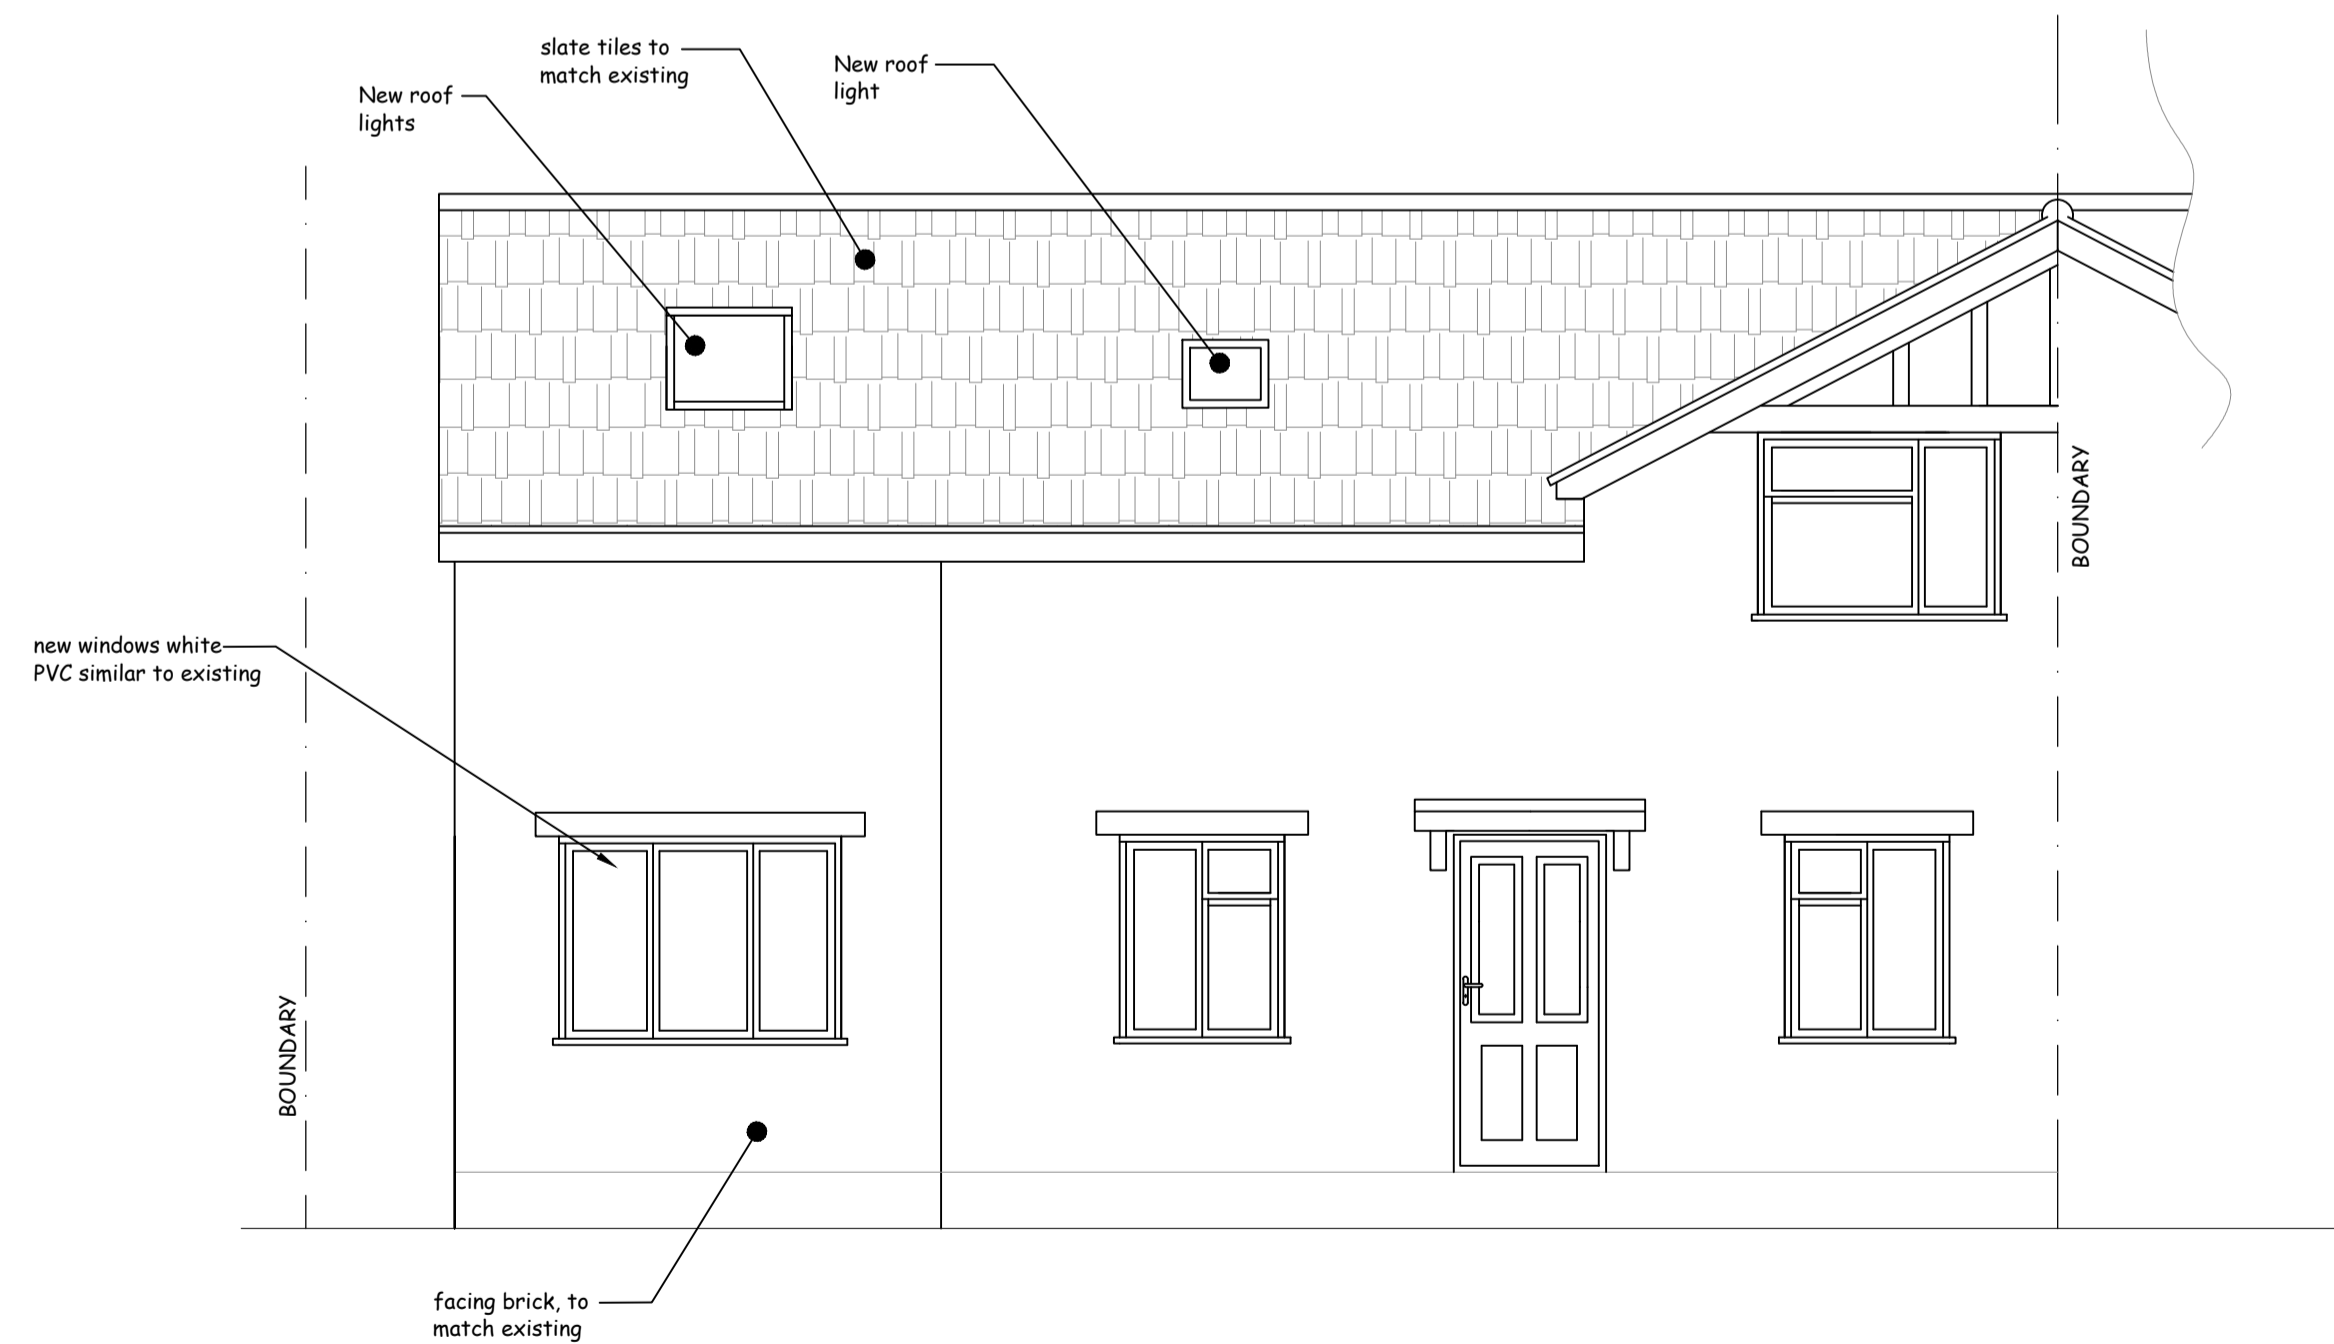 slate tiles to
match existing
New roof
light
New roof
lights
BOUNDARY
new windows white
PVC similar to existing
BOUNDARY
facing brick, to
match existing